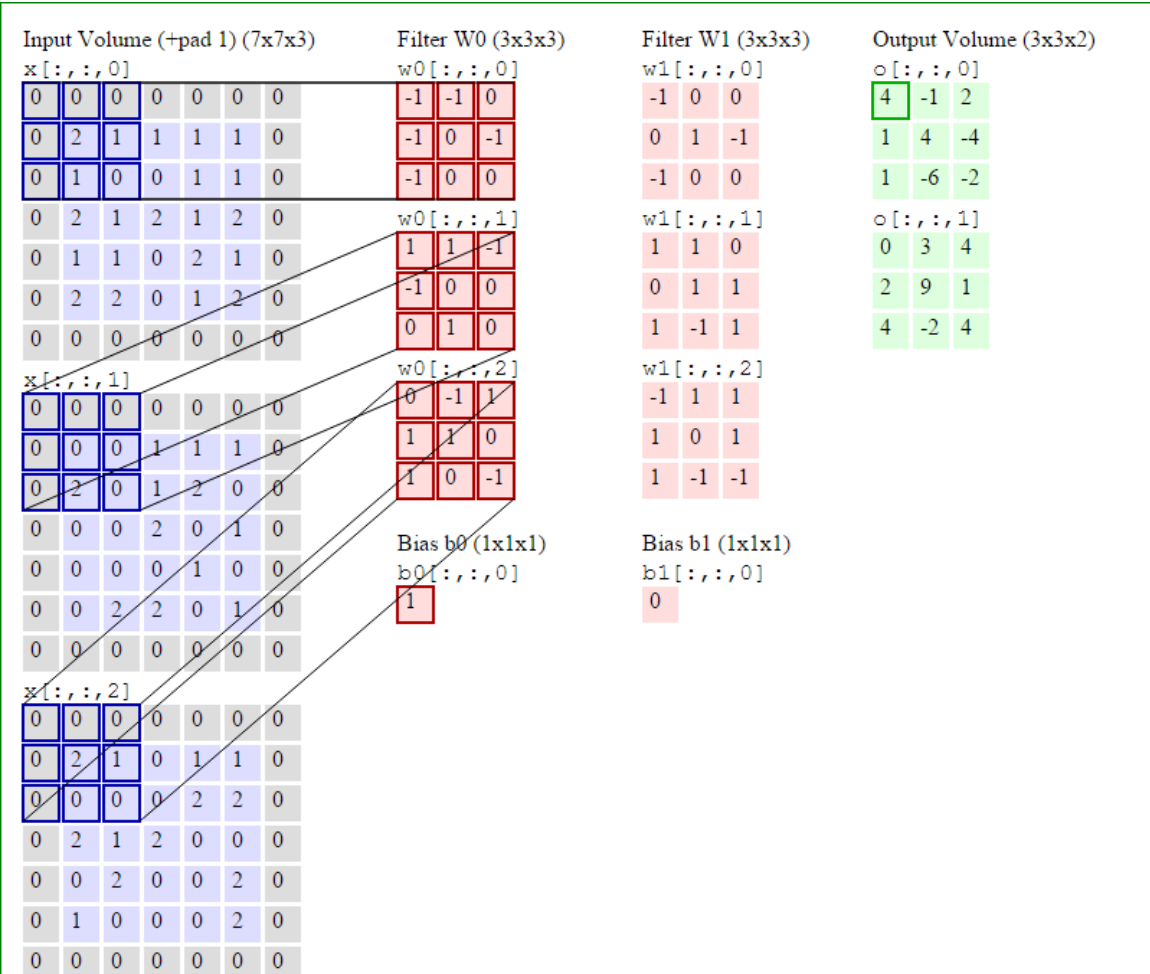 Input Volume (+pad 1) (7x7x3)
x[:,:,0]
0 0 0 0 0 0 0
0 2 1 1 1 1 0
0 1 0 0 1 1 0
0 2 1 2 1 2 0
0 1 1 0 2 1 0
0 2 2 0 1 2 0
0 0 0 0 0 0 0
x[:,:,1]
0 0 0 0 0 0 0
0 0 0 1 1 1 0
0 2 0 1 2 0 0
0 0 0 2 0 1 0
0 0 0 0 1 0 0
0 0 2 2 0 1 0
0 0 0 0 0 0 0
x[:,:,2]
0 0 0 0 0 0 0
0 2 1 0 1 1 0
0 0 0 0 2 2 0
0 2 1 2 0 0 0
0 0 2 0 0 2 0
0 1 0 0 0 2 0
0 0 0 0 0 0 0
Filter W0 (3x3x3)
w0[:,:,0]
-1 -1 0
-1 0 -1
-1 0 0
w0[:,:,1]
1 1 -1
-1 0 0
0 1 0
w0[:,:,2]
0 -1 1
1 1 0
1 0 -1
Bias b0 (1x1x1)
b0[:,:,0]
1
Filter W1 (3x3x3)
w1[:,:,0]
-1 0 0
0 1 -1
-1 0 0
w1[:,:,1]
1 1 0
0 1 1
1 -1 1
w1[:,:,2]
-1 1 1
1 0 1
1 -1 -1
Bias b1 (1x1x1)
b1[:,:,0]
0
Output Volume (3x3x2)
o[:,:,0]
4 -1 2
1 4 -4
1 -6 -2
o[:,:,1]
0 3 4
2 9 1
4 -2 4